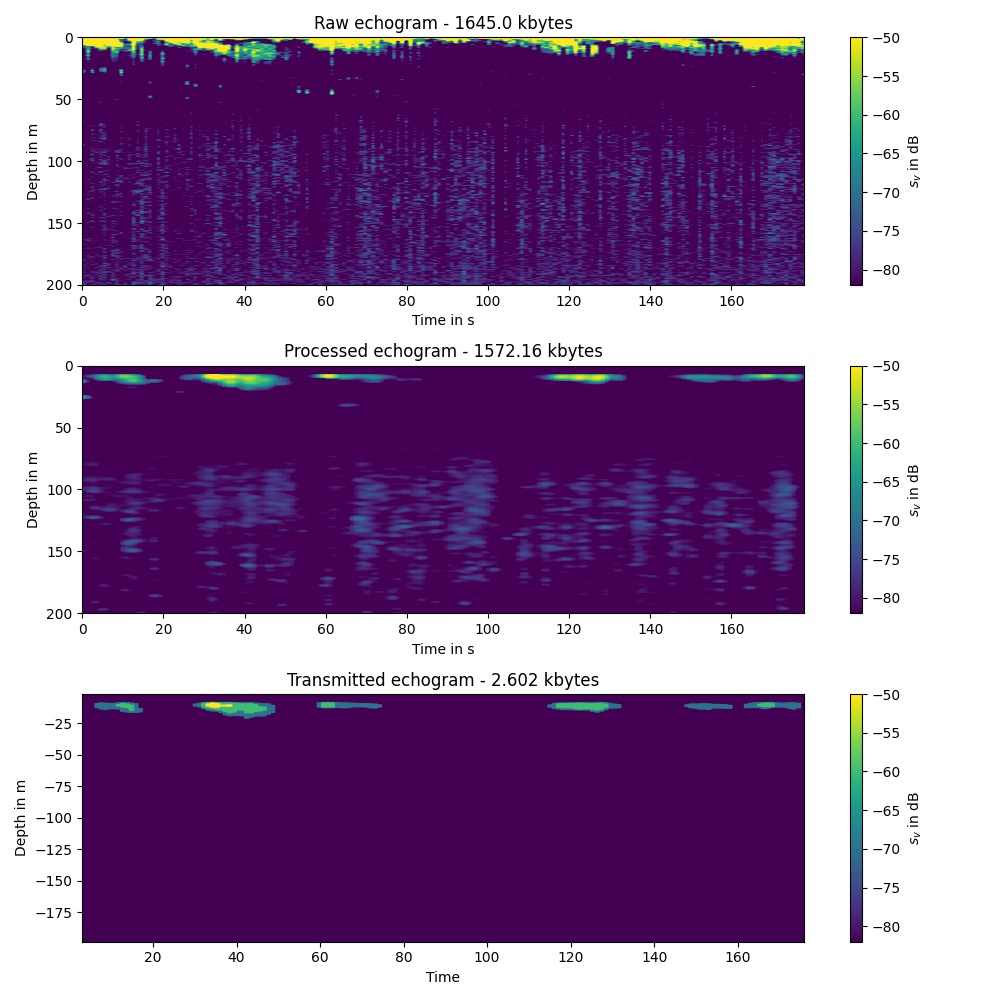 Raw echogram - 1645.0 kbytes
0
50
100
150
200
Depth in m
0 20 40 60 80 100 120 140 160
Time in s
−50
−55
−60
−65
−70
−75
−80
sv in dB
Processed echogram - 1572.16 kbytes
0
50
100
150
200
Depth in m
0 20 40 60 80 100 120 140 160
Time in s
−50
−55
−60
−65
−70
−75
−80
sv in dB
Transmitted echogram - 2.602 kbytes
−25
−50
−75
−100
−125
−150
−175
Depth in m
20 40 60 80 100 120 140 160
Time
−50
−55
−60
−65
−70
−75
−80
sv in dB